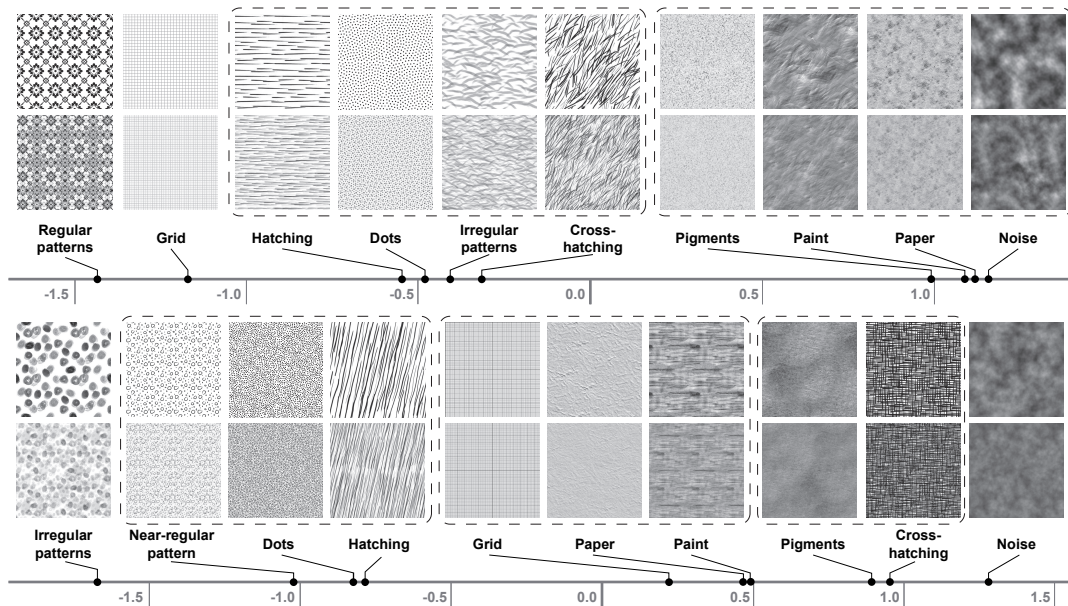 Regular
patterns
Grid
Hatching
Dots
Irregular
patterns
Cross-
hatching
Pigments
Paint
Paper
Noise
-1.5
-1.0
-0.5
0.0
0.5
1.0
Irregular
patterns
Near-regular
pattern
Dots
Hatching
Grid
Paper
Paint
Pigments
Cross-
hatching
Noise
-1.5
-1.0
-0.5
0.0
0.5
1.0
1.5